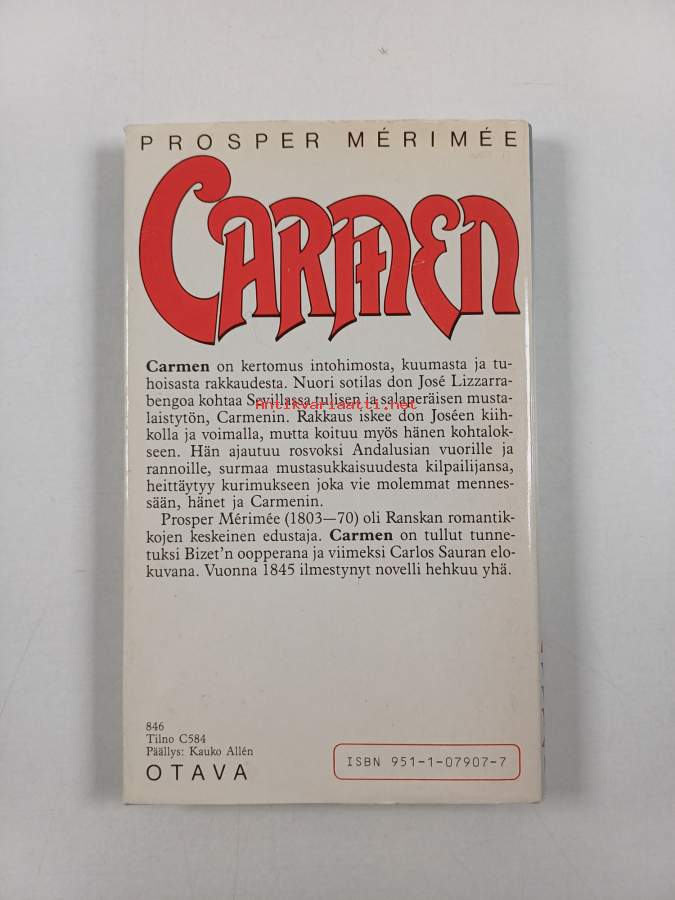 PROSPER MÉRIMÉE
CARMEN
Carmen on kertomus intohimosta, kuumasta ja tu-
hoisasta rakkaudesta. Nuori sotilas don José Lizzarra-
bengoa kohtaa Sevillassa tulisen ja salaperäisen musta-
Antikvariaatti.net
laistytön, Carmenin. Rakkaus iskee don Joséen kiih-
kolla ja voimalla, mutta koituu myös hänen kohtalok-
seen. Hän ajautuu rosvoksi Andalusian vuorille ja
rannoille, surmaa mustasukkaisuudesta kilpailijansa,
heittäytyy kurimukseen joka vie molemmat mennes-
sään, hänet ja Carmenin.
Prosper Mérimée (1803—70) oli Ranskan romantik-
kojen keskeinen edustaja. Carmen on tullut tunne-
tuksi Bizet'n oopperana ja viimeksi Carlos Sauran elo-
kuvana. Vuonna 1845 ilmestynyt novelli hehkuu yhä.
846
Tilno C584
Päällys: Kauko Allén
OTAVA
ISBN 951-1-07907-7